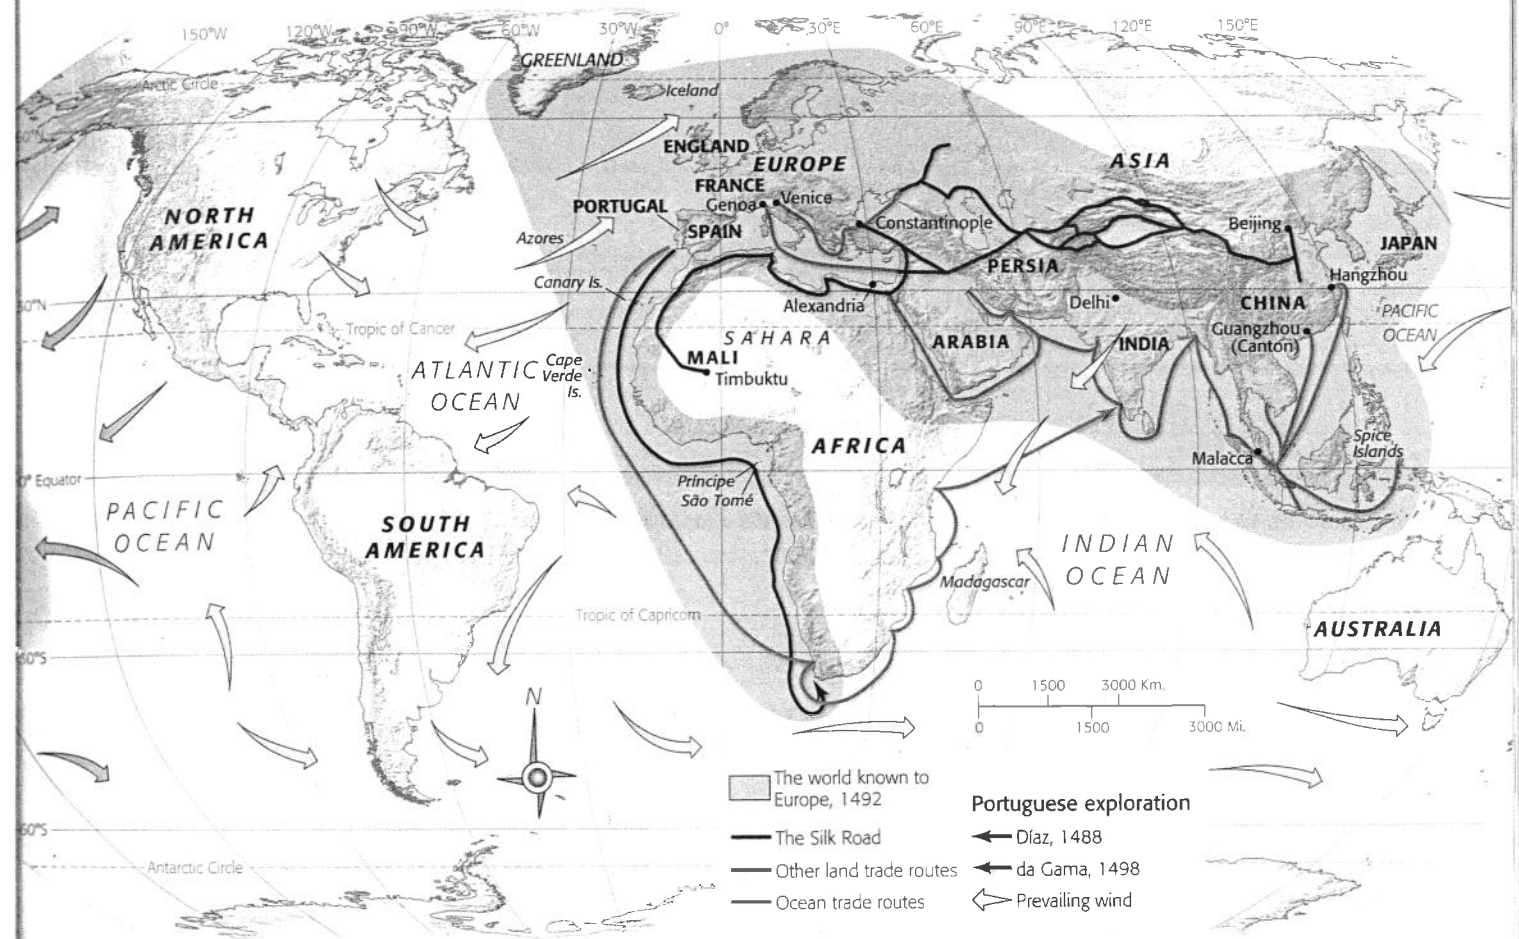 150°W
120°W
90°W
60°W
30°W
0°
30°E
60°E
90°E
120°E
150°E
GREENLAND
Arctic Circle
Iceland
ENGLAND
EUROPE
ASIA
FRANCE
Genoa
Venice
PORTUGAL
NORTH
AMERICA
SPAIN
Constantinople
Beijing
Azores
JAPAN
PERSIA
Hangzhou
Canary Is.
Alexandria
Delhi
CHINA
PACIFIC
OCEAN
Tropic of Cancer
SAHARA
ARABIA
INDIA
Guangzhou
(Canton)
ATLANTIC
OCEAN
Cape
Verde
Is.
MALI
Timbuktu
AFRICA
Spice
Islands
Malacca
0° Equator
Príncipe
São Tomé
PACIFIC
OCEAN
SOUTH
AMERICA
INDIAN
OCEAN
Madagascar
Tropic of Capricorn
AUSTRALIA
N
0 1500 3000 Km.
0 1500 3000 Mi.
The world known to
Europe, 1492
The Silk Road
Other land trade routes
Ocean trade routes
Portuguese exploration
Díaz, 1488
da Gama, 1498
Prevailing wind
60°S
Antarctic Circle